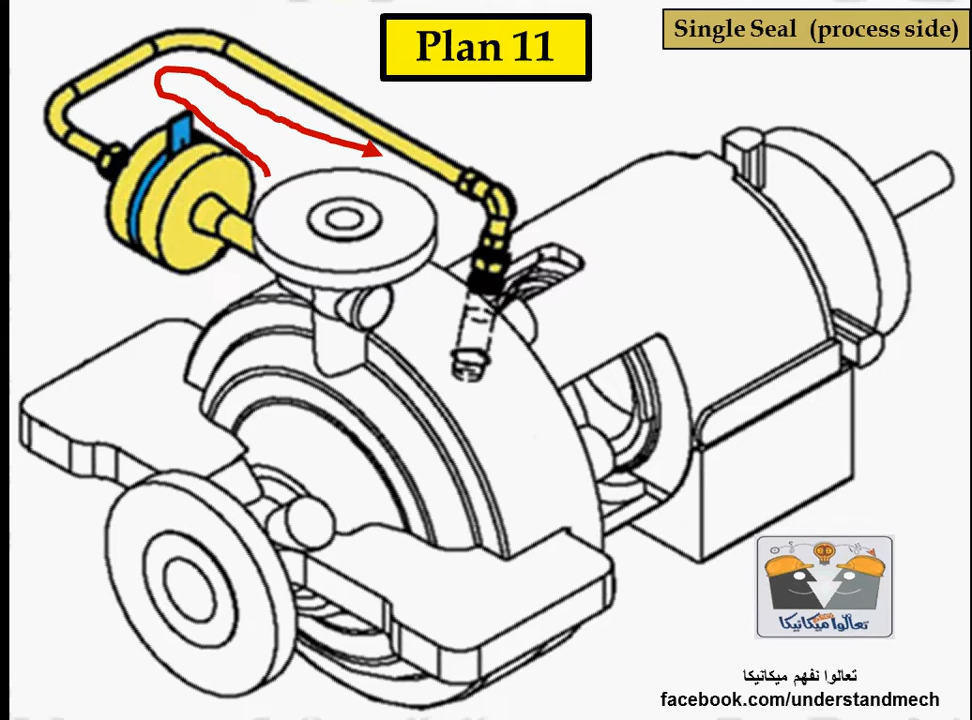 Plan 11
Single Seal (process side)
تعالوا ميكانيكا
تعالوا نفهم ميكانيكا
facebook.com/understandmech